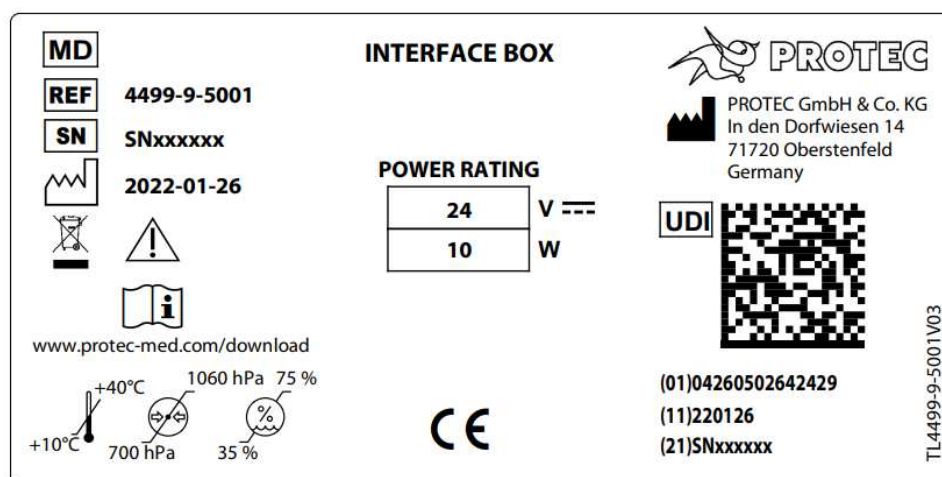 MD
INTERFACE BOX
PROTEC
REF 4499-9-5001
SN SNxxxxxx
2022-01-26
PROTEC GmbH & Co. KG
In den Dorfwiesen 14
71720 Oberstenfeld
Germany
POWER RATING
24 V
10 W
UDI
i
www.protec-med.com/download
+40°C
+10°C
1060 hPa
700 hPa
75 %
%
35 %
CE
(01)04260502642429
(11)220126
(21)SNxxxxxx
TL4499-9-5001V03